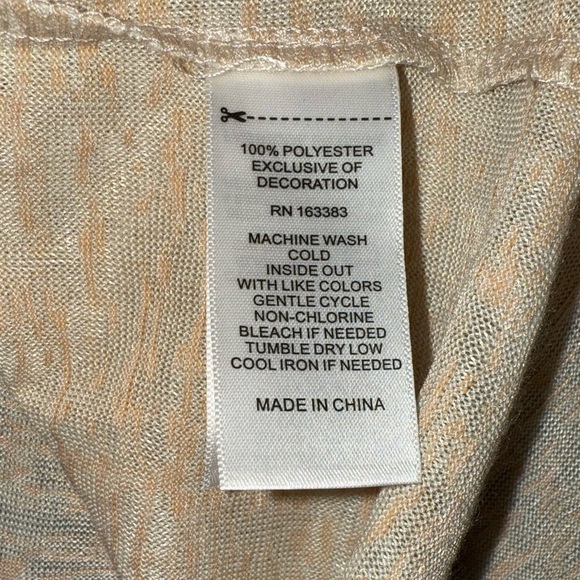 100% POLYESTER
EXCLUSIVE OF
DECORATION
RN 163383
MACHINE WASH
COLD
INSIDE OUT
WITH LIKE COLORS
GENTLE CYCLE
NON-CHLORINE
BLEACH IF NEEDED
TUMBLE DRY LOW
COOL IRON IF NEEDED
MADE IN CHINA